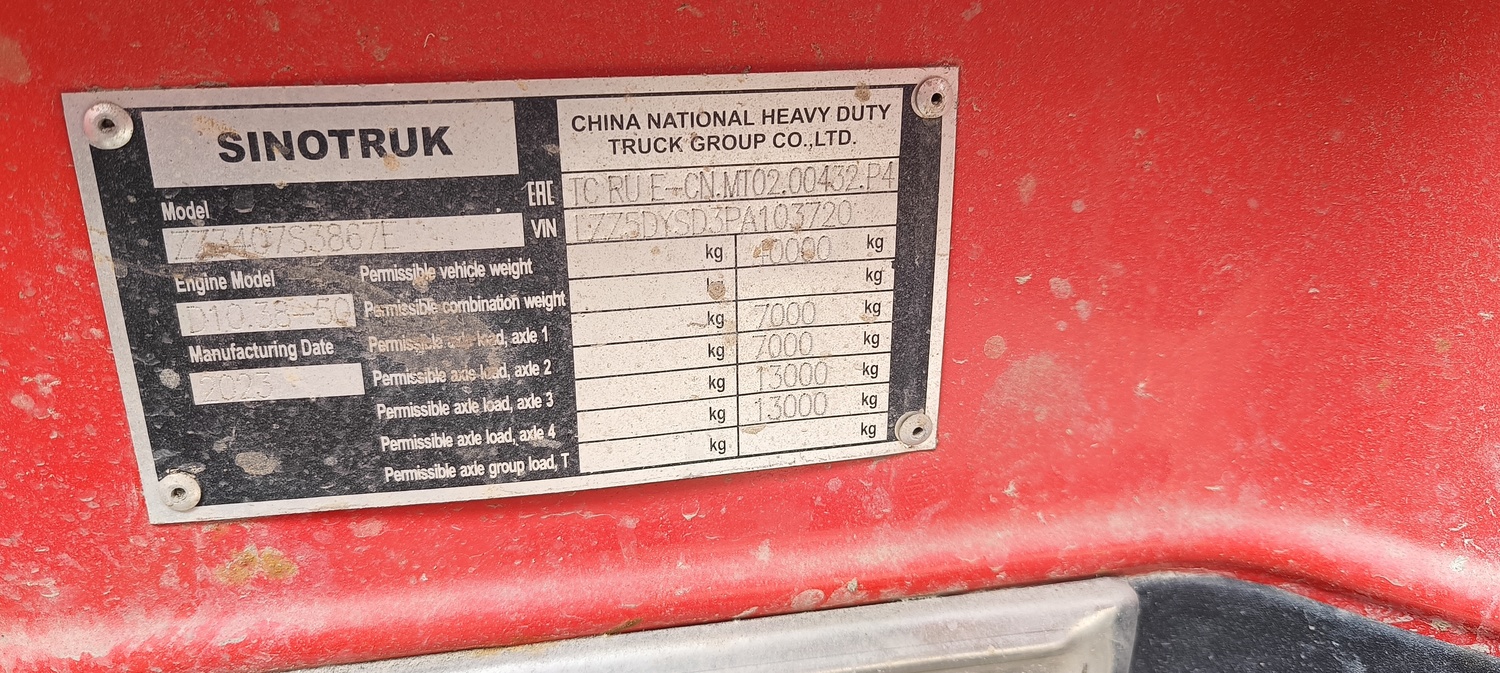 SINOTRUK
CHINA NATIONAL HEAVY DUTY
TRUCK GROUP CO.,LTD.
EAC TC RU E-CN.MT02.00432.P4
Model
ZZ3407S3867E
VIN LZZ5DYSD3PA103720
kg 40000 kg
Engine Model
Permissible vehicle weight
kg
D10.38-50
Permissible combination weight
kg 7000 kg
Manufacturing Date
Permissible axle load, axle 1
kg 7000 kg
2023
Permissible axle load, axle 2
kg 13000 kg
Permissible axle load, axle 3
kg 13000 kg
Permissible axle load, axle 4
kg kg
Permissible axle group load, T